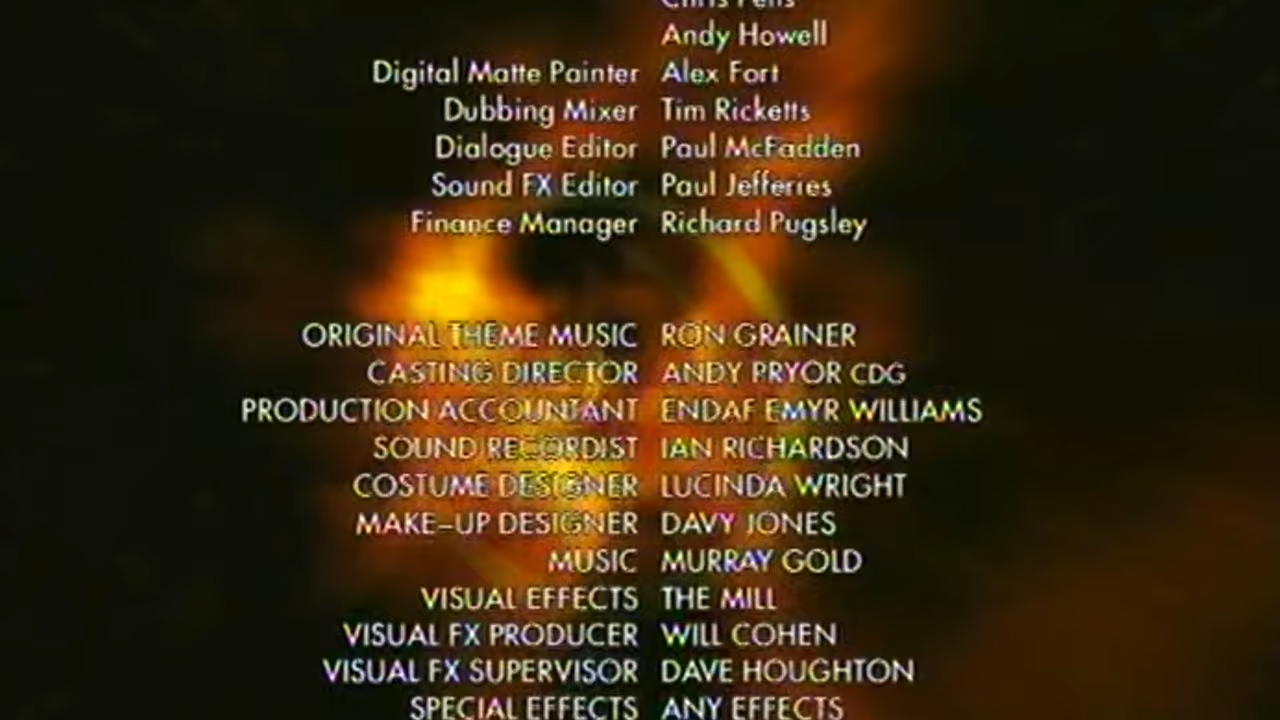 Andy Howell
Digital Matte Painter Alex Fort
Dubbing Mixer Tim Ricketts
Dialogue Editor Paul McFadden
Sound FX Editor Paul Jefferies
Finance Manager Richard Pugsley
ORIGINAL THEME MUSIC RON GRAINER
CASTING DIRECTOR ANDY PRYOR CDG
PRODUCTION ACCOUNTANT ENDAF EMYR WILLIAMS
SOUND RECORDIST IAN RICHARDSON
COSTUME DESIGNER LUCINDA WRIGHT
MAKE–UP DESIGNER DAVY JONES
MUSIC MURRAY GOLD
VISUAL EFFECTS THE MILL
VISUAL FX PRODUCER WILL COHEN
VISUAL FX SUPERVISOR DAVE HOUGHTON
SPECIAL EFFECTS ANY EFFECTS